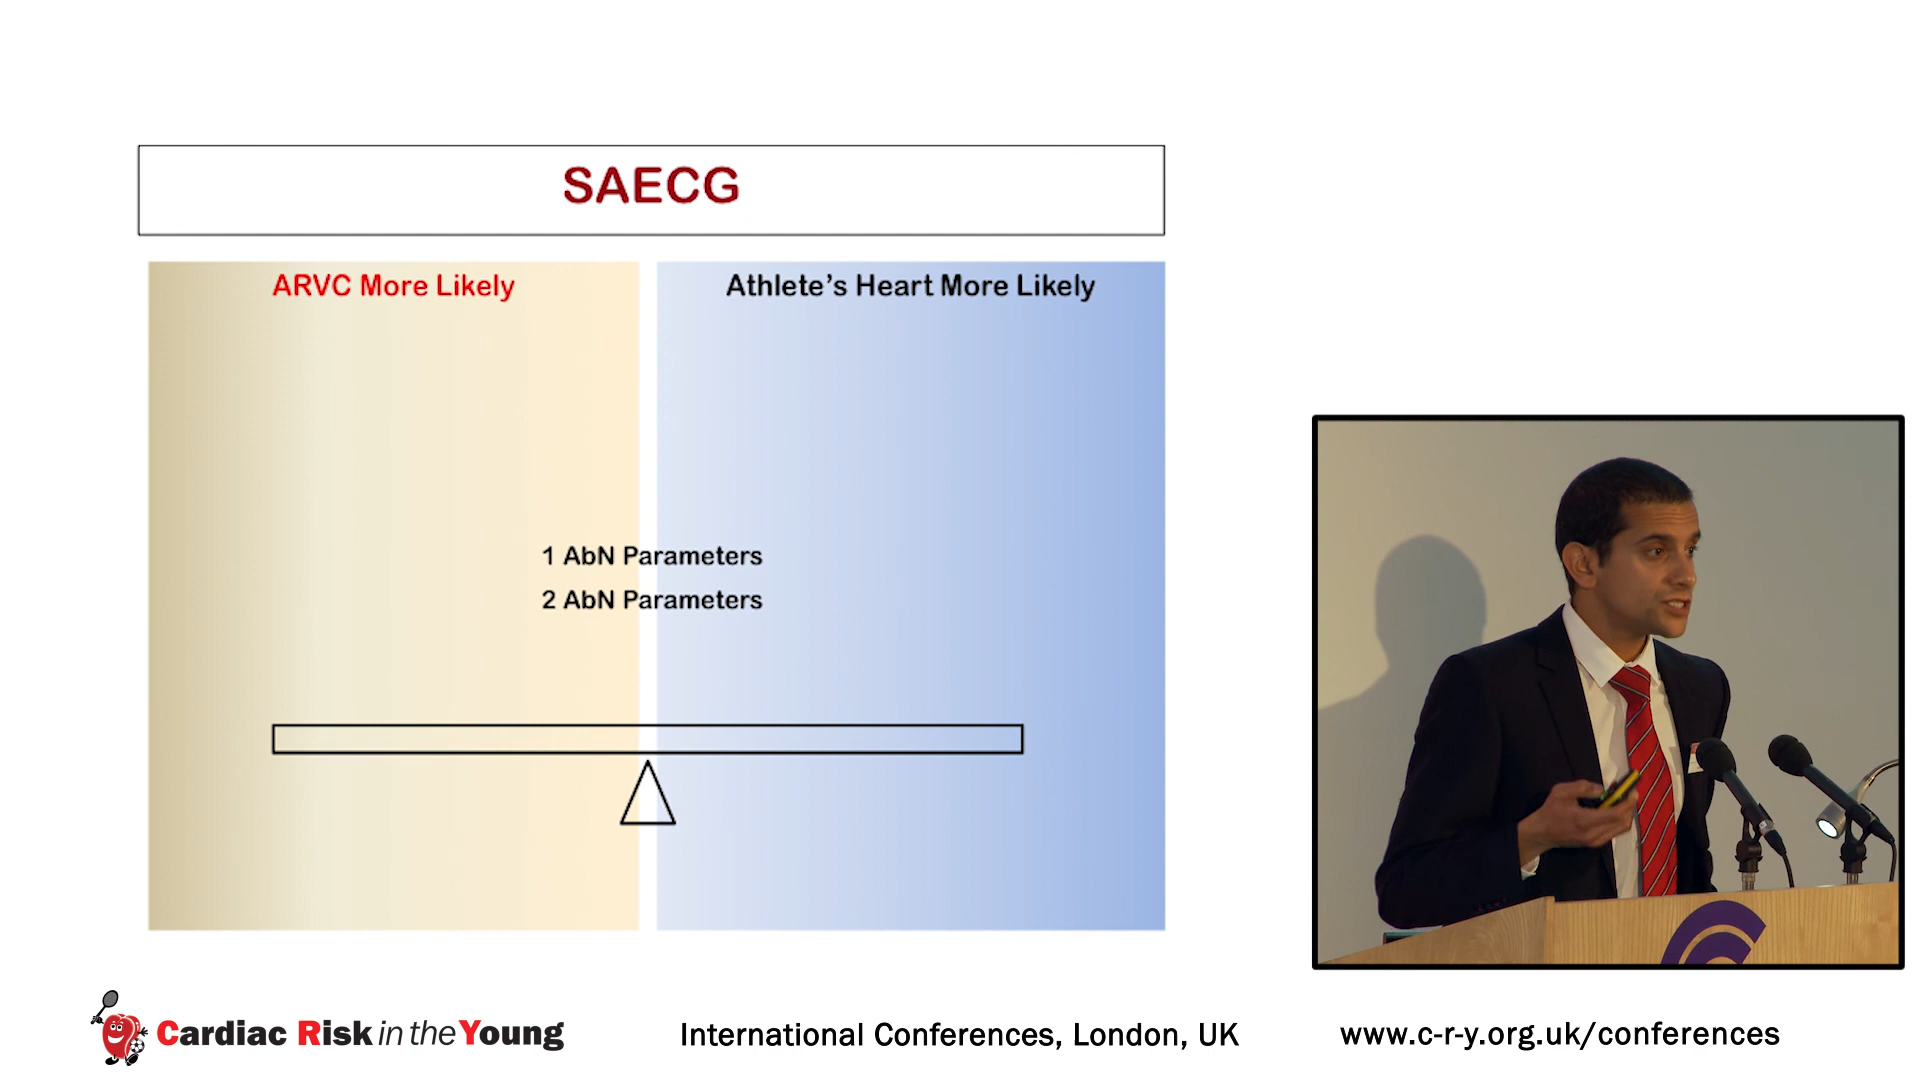 SAECG
ARVC More Likely
Athlete’s Heart More Likely
1 AbN Parameters
2 AbN Parameters
Cardiac Risk in the Young
International Conferences, London, UK
www.c-r-y.org.uk/conferences